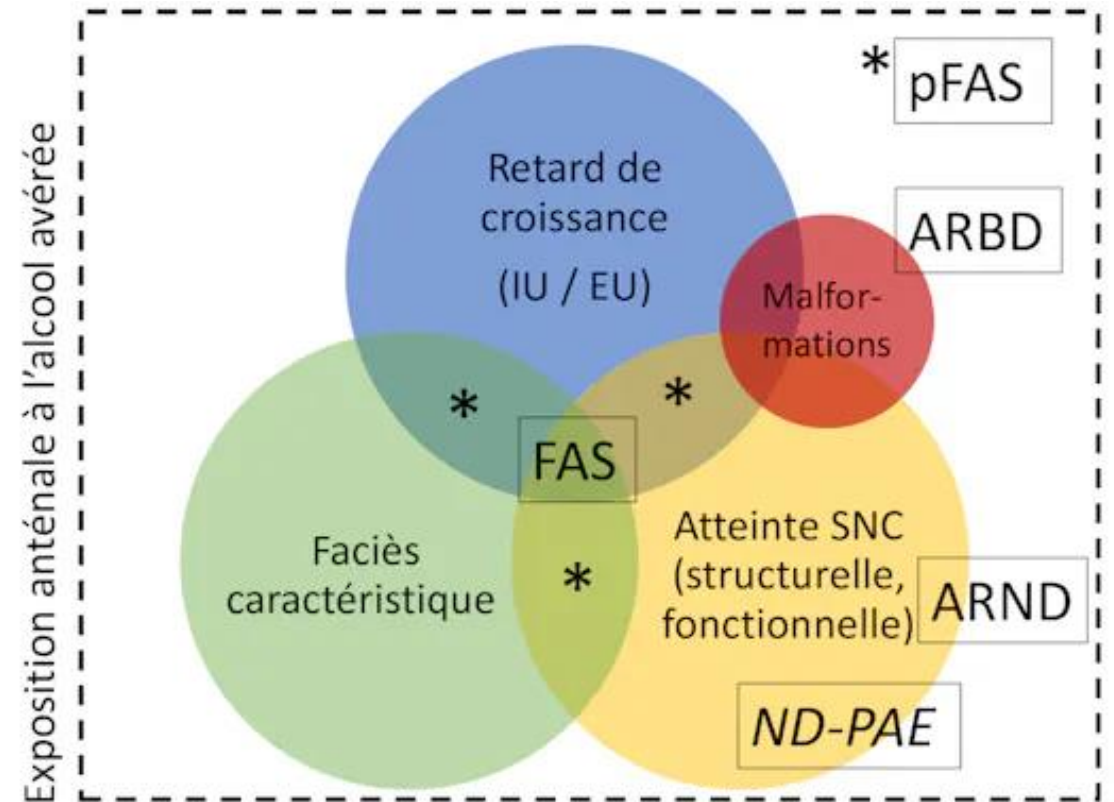 Exposition anténale à l'alcool avérée
* pFAS
Retard de
croissance
(IU / EU)
ARBD
Malfor-
mations
* *
FAS
Faciès
caractéristique
*
Atteinte SNC
(structurelle,
fonctionnelle)
ARND
ND-PAE